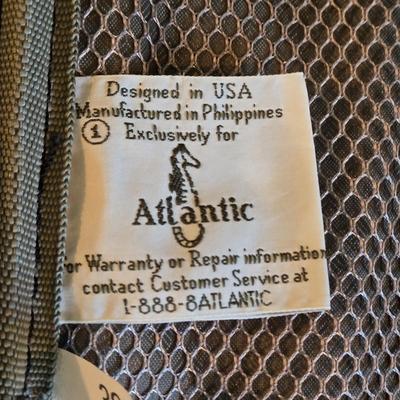 Designed in USA
Manufactured in Philippines
1 Exclusively for
Atlantic
or Warranty or Repair information
contact Customer Service at
1-888-8ATLANTIC